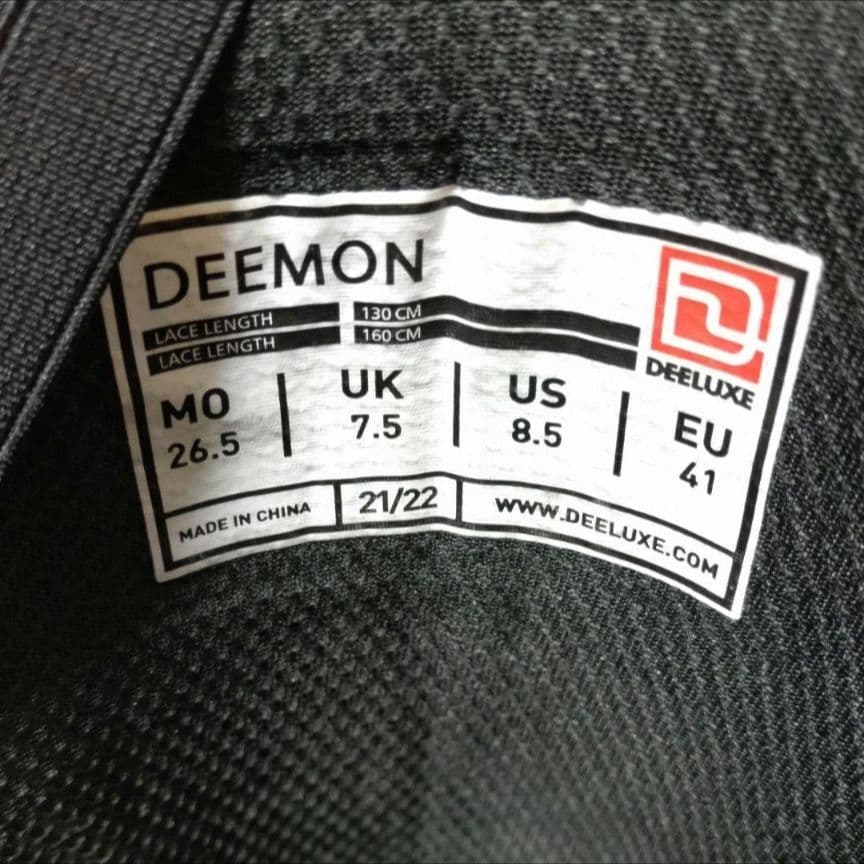 DEEMON
LACE LENGTH 130 CM
LACE LENGTH 160 CM
DEELUXE
MO UK US EU
26.5 7.5 8.5 41
MADE IN CHINA 21/22 WWW.DEELUXE.COM